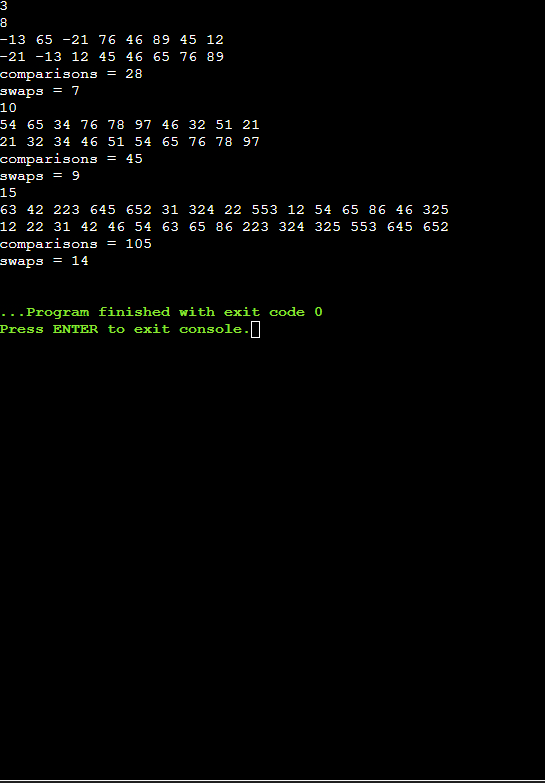 3
8
-13 65 -21 76 46 89 45 12
-21 -13 12 45 46 65 76 89
comparisons = 28
swaps = 7
10
54 65 34 76 78 97 46 32 51 21
21 32 34 46 51 54 65 76 78 97
comparisons = 45
swaps = 9
15
63 42 223 645 652 31 324 22 553 12 54 65 86 46 325
12 22 31 42 46 54 63 65 86 223 324 325 553 645 652
comparisons = 105
swaps = 14
...Program finished with exit code 0
Press ENTER to exit console.